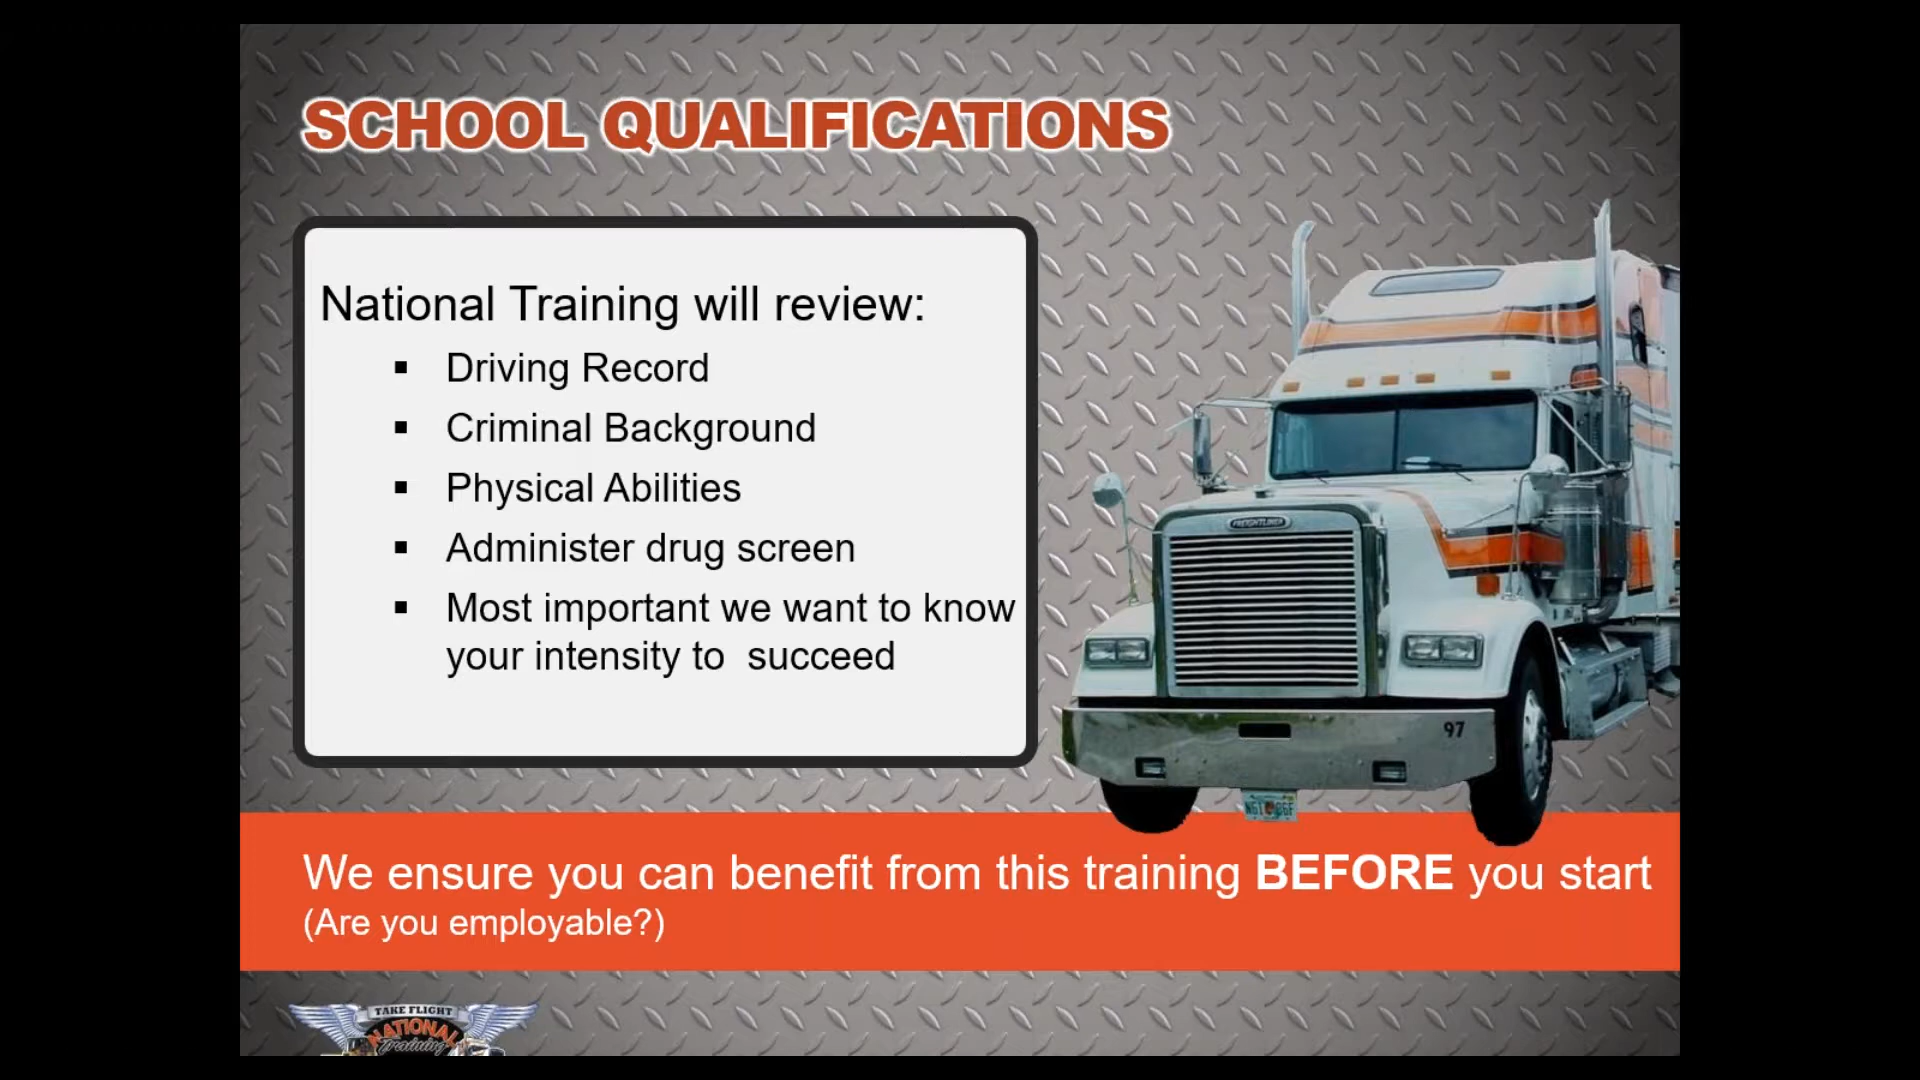 SCHOOL QUALIFICATIONS
National Training will review:
▪ Driving Record
▪ Criminal Background
▪ Physical Abilities
▪ Administer drug screen
▪ Most important we want to know
your intensity to succeed
FREIGHTLINER
97
We ensure you can benefit from this training BEFORE you start
(Are you employable?)
TAKE FLIGHT
NATIONAL
Training